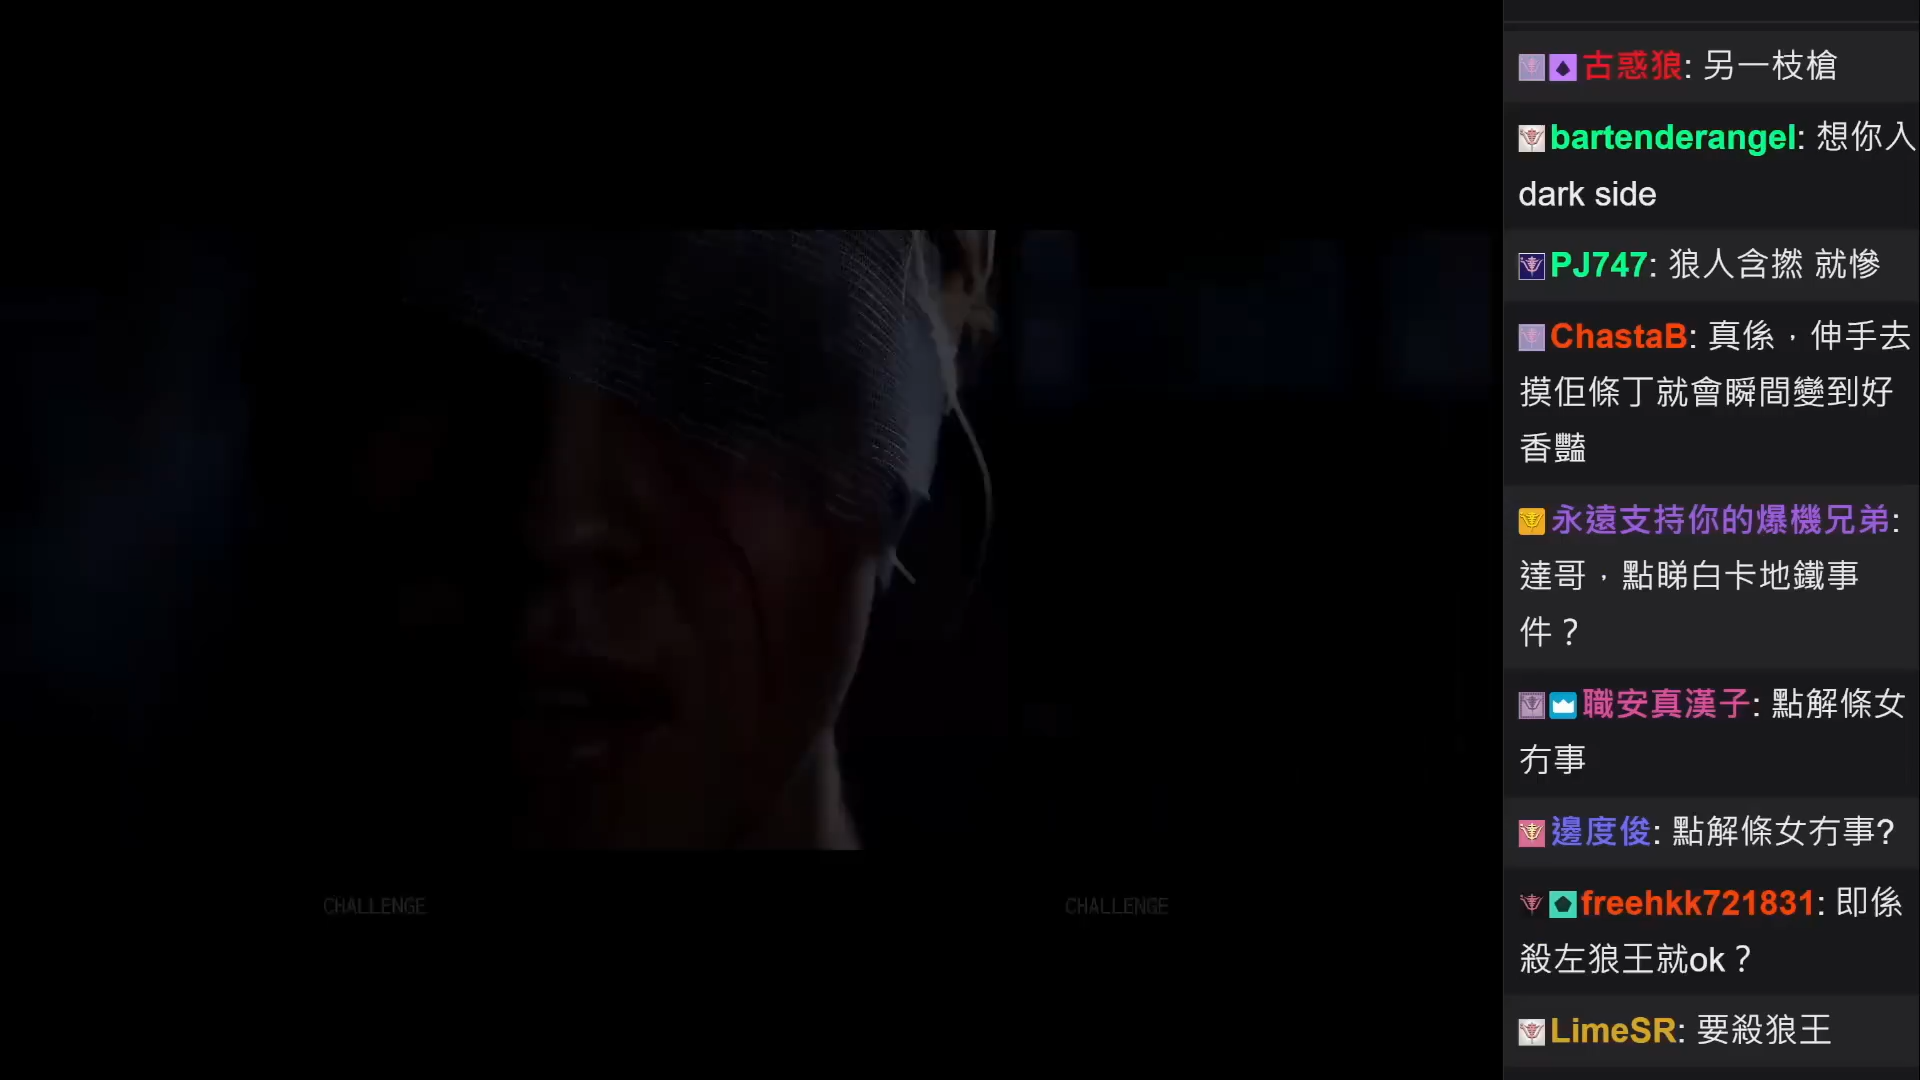 古惑狼: 另一枝槍
bartenderangel: 想你入
dark side
PJ747: 狼人含撚 就慘
ChastaB: 真係，伸手去
摸佢條丁就會瞬間變到好
香豔
永遠支持你的爆機兄弟:
達哥，點睇白卡地鐵事
件？
職安真漢子: 點解條女
冇事
邊度俊: 點解條女冇事?
freehkk721831: 即係
殺左狼王就ok？
LimeSR: 要殺狼王
CHALLENGE
CHALLENGE